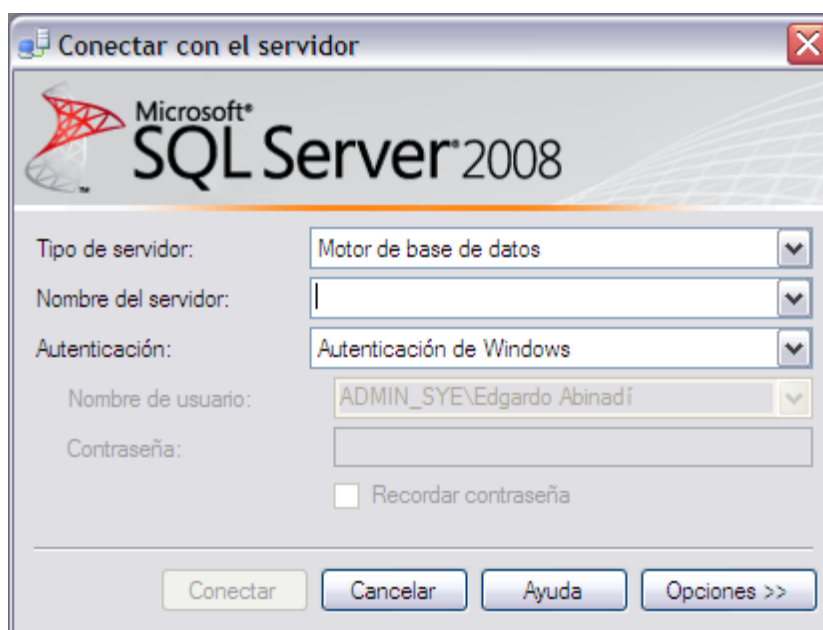 Conectar con el servidor
Microsoft®
SQL Server®2008
™
Tipo de servidor: Motor de base de datos
Nombre del servidor:
Autenticación: Autenticación de Windows
Nombre de usuario: ADMIN_SYE\Edgardo Abinadí
Contraseña:
Recordar contraseña
Conectar Cancelar Ayuda Opciones >>